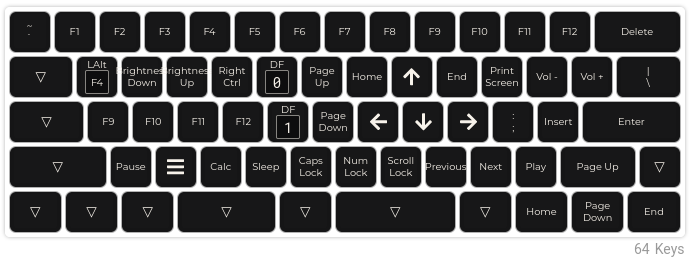 ~ ` F1 F2 F3 F4 F5 F6 F7 F8 F9 F10 F11 F12 Delete
▽ LAlt F4 Brightness Down Brightness Up Right Ctrl DF 0 Page Up Home ↑ End Print Screen Vol - Vol + | \
▽ F9 F10 F11 F12 DF 1 Page Down ← ↓ → : ; Insert Enter
▽ Pause ☰ Calc Sleep Caps Lock Num Lock Scroll Lock Previous Next Play Page Up ▽
▽ ▽ ▽ ▽ ▽ ▽ ▽ Home Page Down End
64 Keys